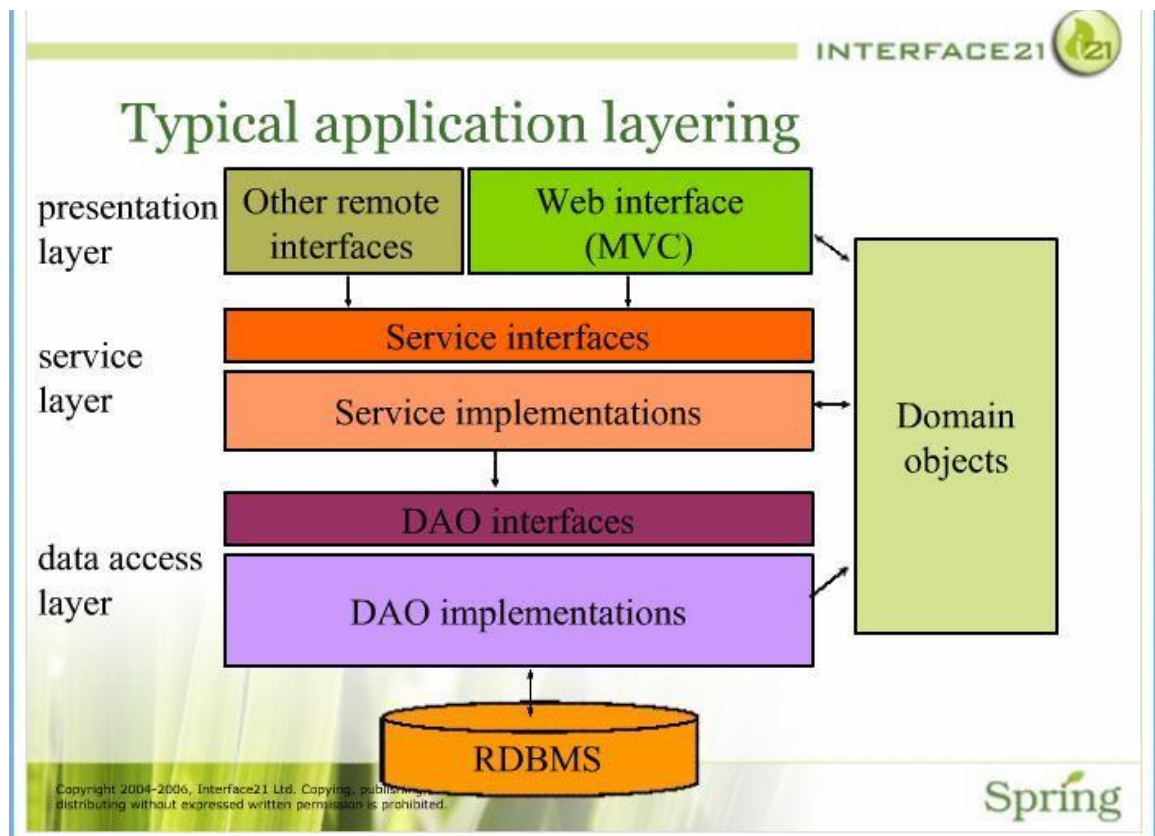 INTERFACE21
i21
Typical application layering
presentation
layer
Other remote
interfaces
Web interface
(MVC)
service
layer
Service interfaces
Service implementations
Domain
objects
data access
layer
DAO interfaces
DAO implementations
RDBMS
Copyright 2004-2006, Interface21 Ltd. Copying, publishing,
distributing without expressed written permission is prohibited.
Spring